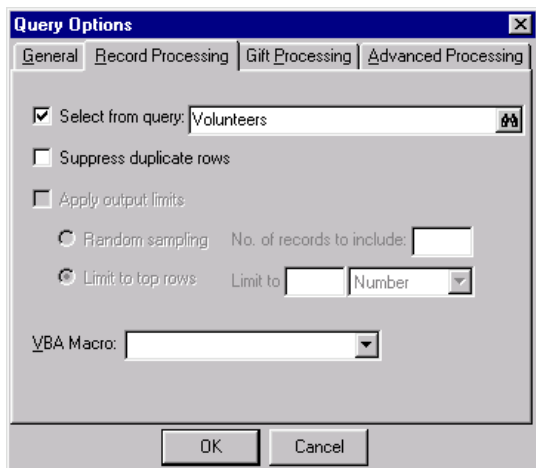 Query Options
General Record Processing Gift Processing Advanced Processing
Select from query: Volunteers
Suppress duplicate rows
Apply output limits
Random sampling No. of records to include:
Limit to top rows Limit to Number
VBA Macro:
OK Cancel